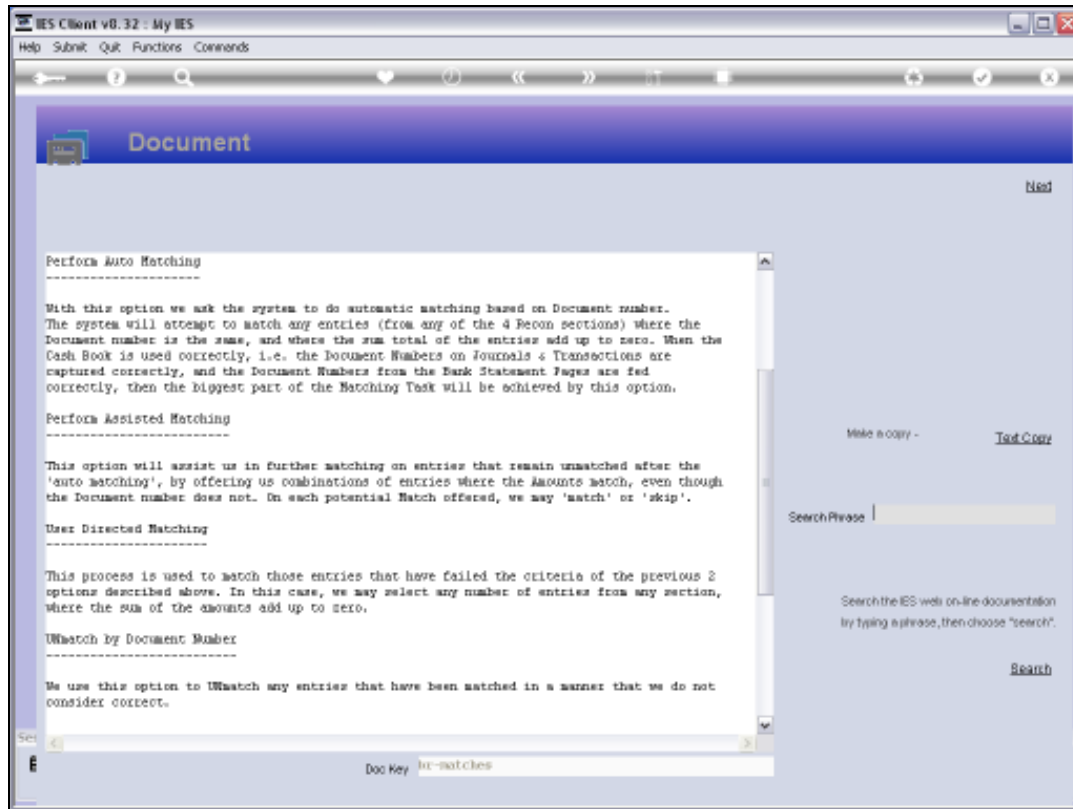 IES Client v8.32 : My IES
Help Submit Quit Functions Commands
Document
Next
Perform Auto Matching
---------------------
With this option we ask the system to do automatic matching based on Document number.
The system will attempt to match any entries (from any of the 4 Recon sections) where the
Document number is the same, and where the sum total of the entries add up to zero. When the
Cash Book is used correctly, i.e. the Document Numbers on Journals & Transactions are
captured correctly, and the Document Numbers from the Bank Statement Pages are fed
correctly, then the biggest part of the Matching Task will be achieved by this option.
Perform Assisted Matching
-------------------------
This option will assist us in further matching on entries that remain unmatched after the
'auto matching', by offering us combinations of entries where the Amounts match, even though
the Document number does not. On each potential Match offered, we may 'match' or 'skip'.
User Directed Matching
----------------------
This process is used to match those entries that have failed the criteria of the previous 2
options described above. In this case, we may select any number of entries from any section,
where the sum of the amounts add up to zero.
UNmatch by Document Number
--------------------------
We use this option to UNmatch any entries that have been matched in a manner that we do not
consider correct.
Make a copy -
Text Copy
Search Phrase
Search the IES web on-line documentation
by typing a phrase, then choose "search".
Search
Doc Key
br-matches